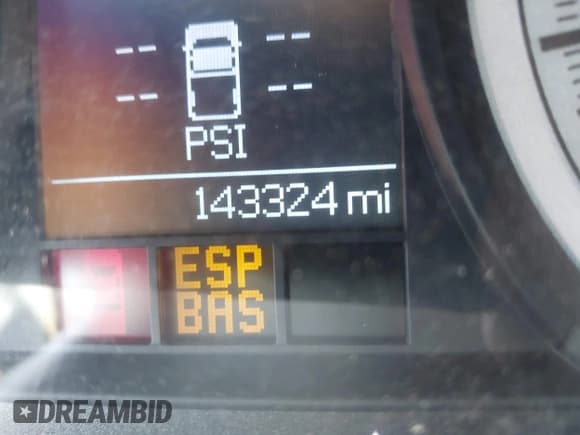 -- --
-- --
PSI
143324 mi
ESP
BAS
DREAMBID